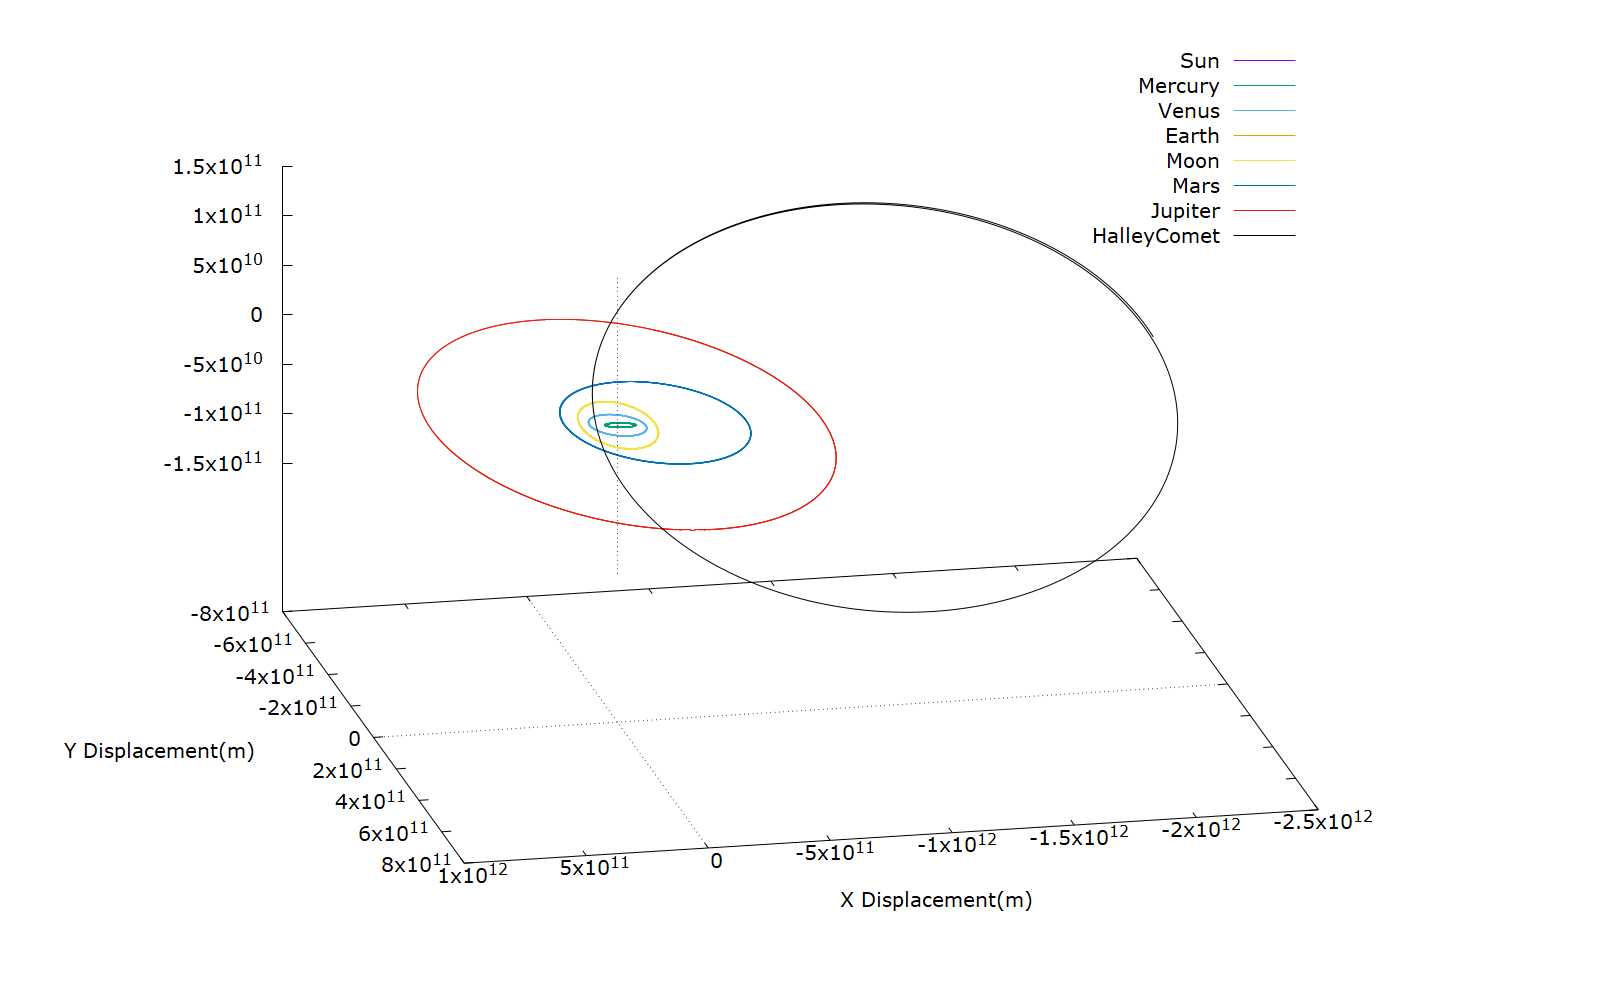 Sun
Mercury
Venus
Earth
Moon
Mars
Jupiter
HalleyComet
1.5x10^11
1x10^11
5x10^10
0
-5x10^10
-1x10^11
-1.5x10^11
-8x10^11
-6x10^11
-4x10^11
-2x10^11
0
2x10^11
4x10^11
6x10^11
8x10^11
Y Displacement(m)
1x10^12
5x10^11
0
-5x10^11
-1x10^12
-1.5x10^12
-2x10^12
-2.5x10^12
X Displacement(m)